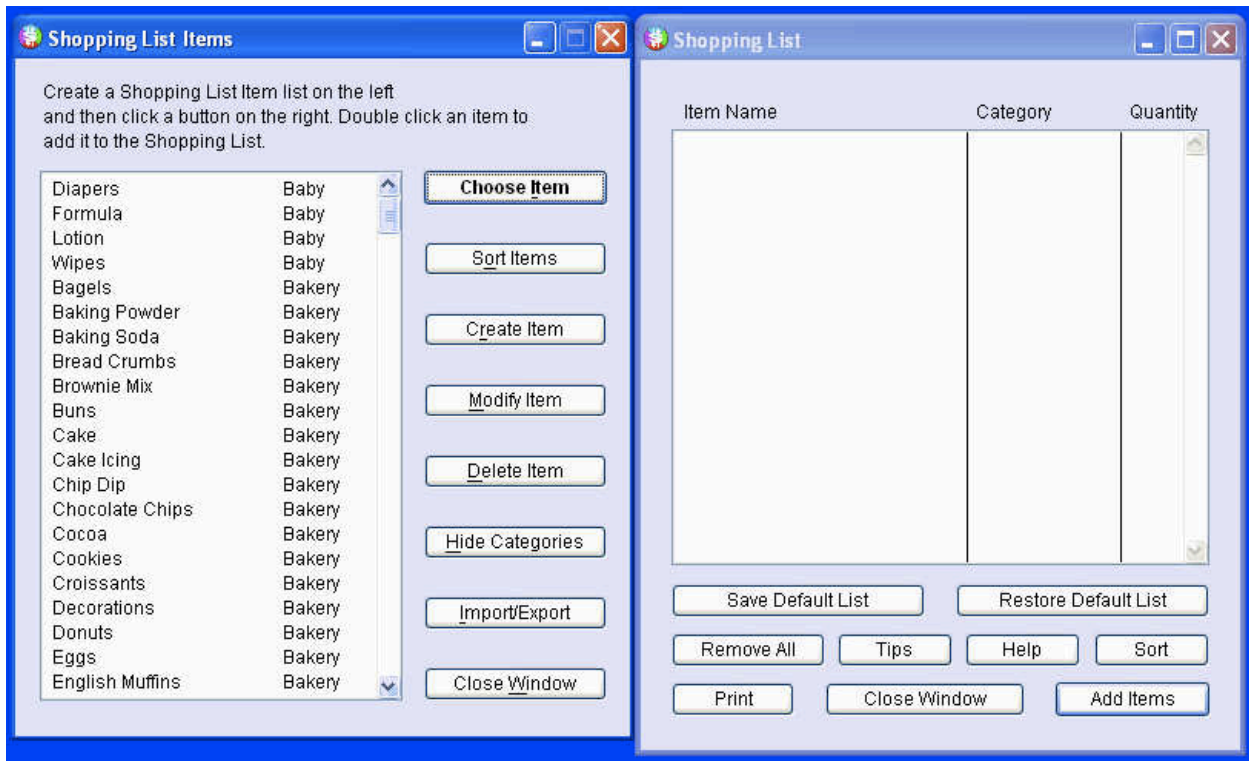 Shopping List Items
Create a Shopping List Item list on the left
and then click a button on the right. Double click an item to
add it to the Shopping List.
Diapers Baby
Formula Baby
Lotion Baby
Wipes Baby
Bagels Bakery
Baking Powder Bakery
Baking Soda Bakery
Bread Crumbs Bakery
Brownie Mix Bakery
Buns Bakery
Cake Bakery
Cake Icing Bakery
Chip Dip Bakery
Chocolate Chips Bakery
Cocoa Bakery
Cookies Bakery
Croissants Bakery
Decorations Bakery
Donuts Bakery
Eggs Bakery
English Muffins Bakery
Choose Item
Sort Items
Create Item
Modify Item
Delete Item
Hide Categories
Import/Export
Close Window
Shopping List
Item Name Category Quantity
Save Default List Restore Default List
Remove All Tips Help Sort
Print Close Window Add Items